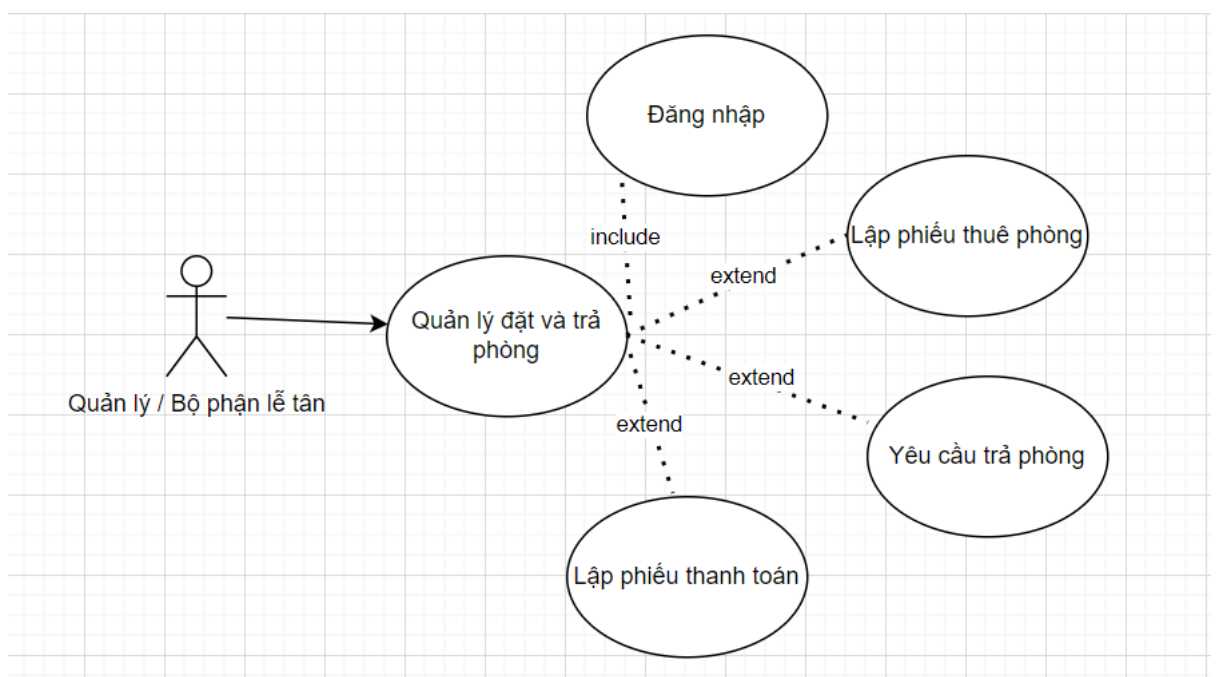 Đăng nhập
include
Lập phiếu thuê phòng
extend
Quản lý đặt và trả
phòng
extend
Quản lý / Bộ phận lễ tân
extend
Yêu cầu trả phòng
Lập phiếu thanh toán